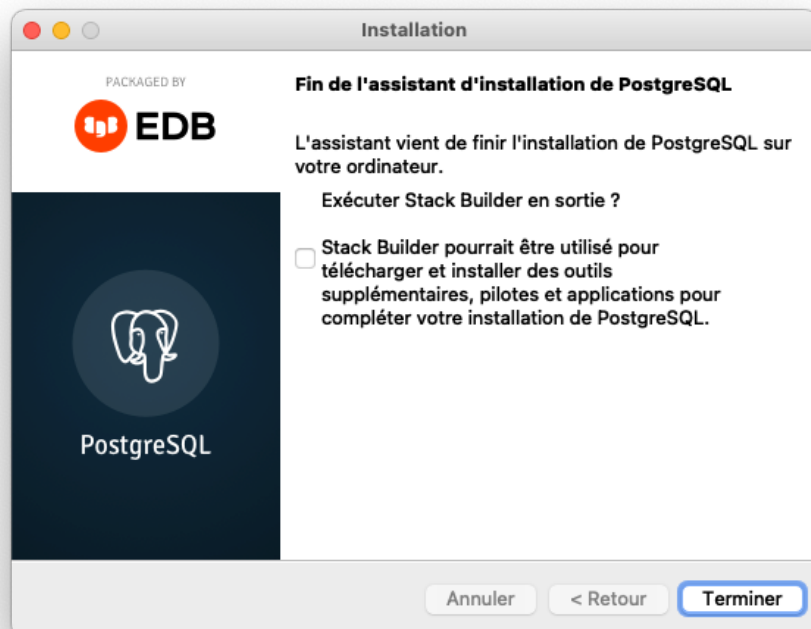 Installation
PACKAGED BY
EDB
PostgreSQL
Fin de l'assistant d'installation de PostgreSQL
L'assistant vient de finir l'installation de PostgreSQL sur
votre ordinateur.
Exécuter Stack Builder en sortie ?
Stack Builder pourrait être utilisé pour
télécharger et installer des outils
supplémentaires, pilotes et applications pour
compléter votre installation de PostgreSQL.
Annuler
< Retour
Terminer